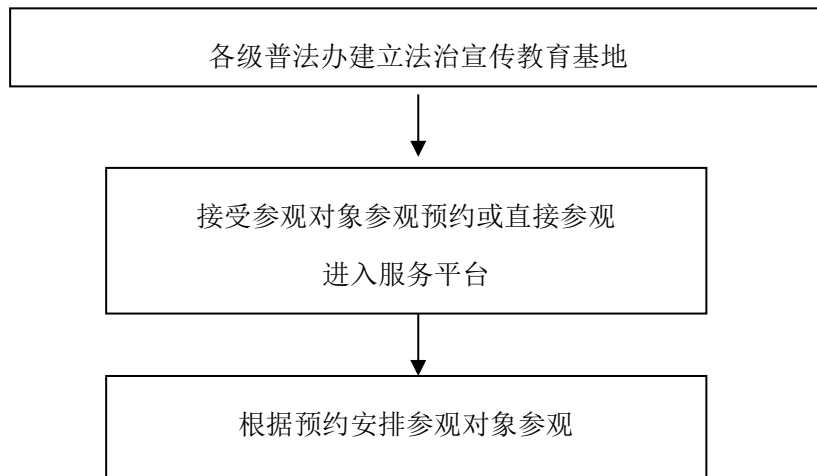 各级普法办建立法治宣传教育基地
接受参观对象参观预约或直接参观
进入服务平台
根据预约安排参观对象参观